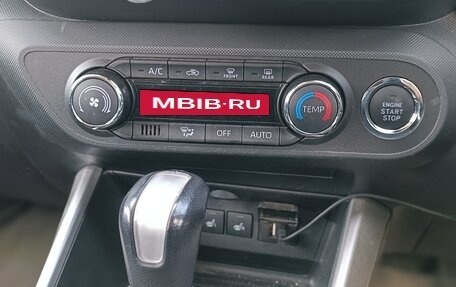 A/C
FRONT
REAR
MBIB·RU
TEMP
ENGINE
START
STOP
OFF
AUTO